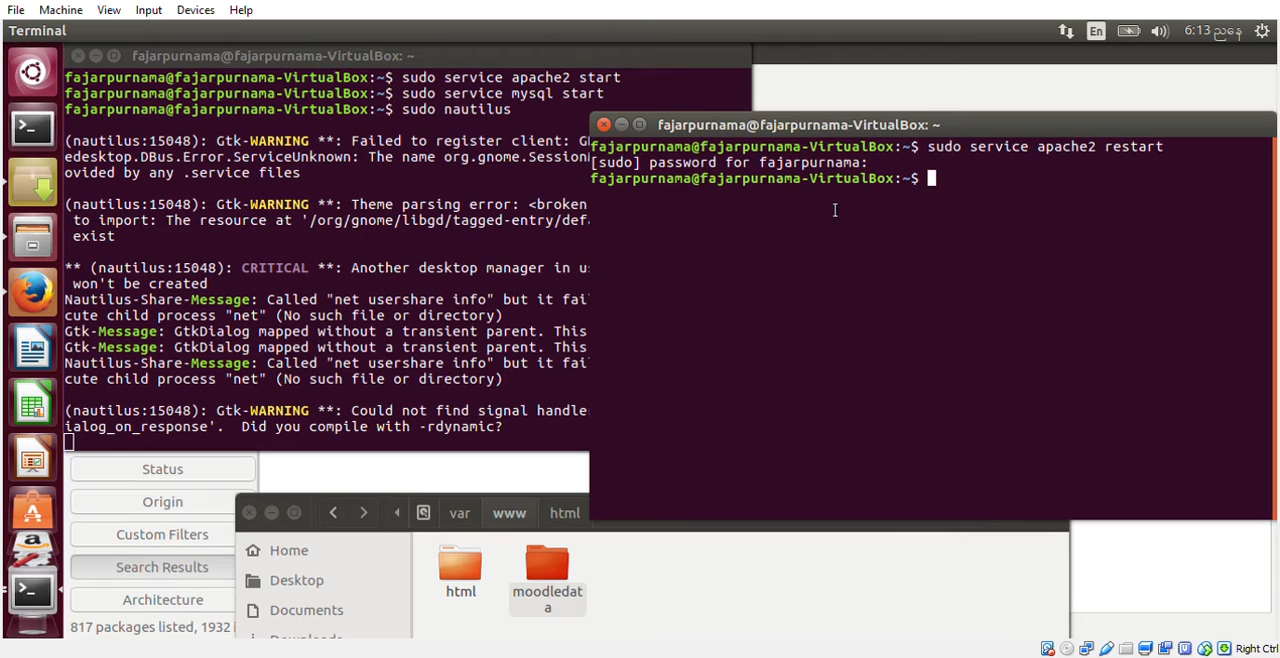 File Machine View Input Devices Help
Terminal
En
6:13 ညနေ
fajarpurnama@fajarpurnama-VirtualBox: ~
fajarpurnama@fajarpurnama-VirtualBox:~$ sudo service apache2 start
fajarpurnama@fajarpurnama-VirtualBox:~$ sudo service mysql start
fajarpurnama@fajarpurnama-VirtualBox:~$ sudo nautilus
(nautilus:15048): Gtk-WARNING **: Failed to register client: G
edesktop.DBus.Error.ServiceUnknown: The name org.gnome.Session
ovided by any .service files
(nautilus:15048): Gtk-WARNING **: Theme parsing error: <broken
to import: The resource at '/org/gnome/libgd/tagged-entry/def
exist
** (nautilus:15048): CRITICAL **: Another desktop manager in u
won't be created
Nautilus-Share-Message: Called "net usershare info" but it fai
cute child process "net" (No such file or directory)
Gtk-Message: GtkDialog mapped without a transient parent. This
Gtk-Message: GtkDialog mapped without a transient parent. This
Nautilus-Share-Message: Called "net usershare info" but it fai
cute child process "net" (No such file or directory)
(nautilus:15048): Gtk-WARNING **: Could not find signal handle
ialog_on_response'. Did you compile with -rdynamic?
fajarpurnama@fajarpurnama-VirtualBox: ~
fajarpurnama@fajarpurnama-VirtualBox:~$ sudo service apache2 restart
[sudo] password for fajarpurnama:
fajarpurnama@fajarpurnama-VirtualBox:~$
Status
Origin
Custom Filters
Search Results
Architecture
817 packages listed, 1932 i
var www html
Home
Desktop
Documents
html
moodledat
a
Right Ctrl